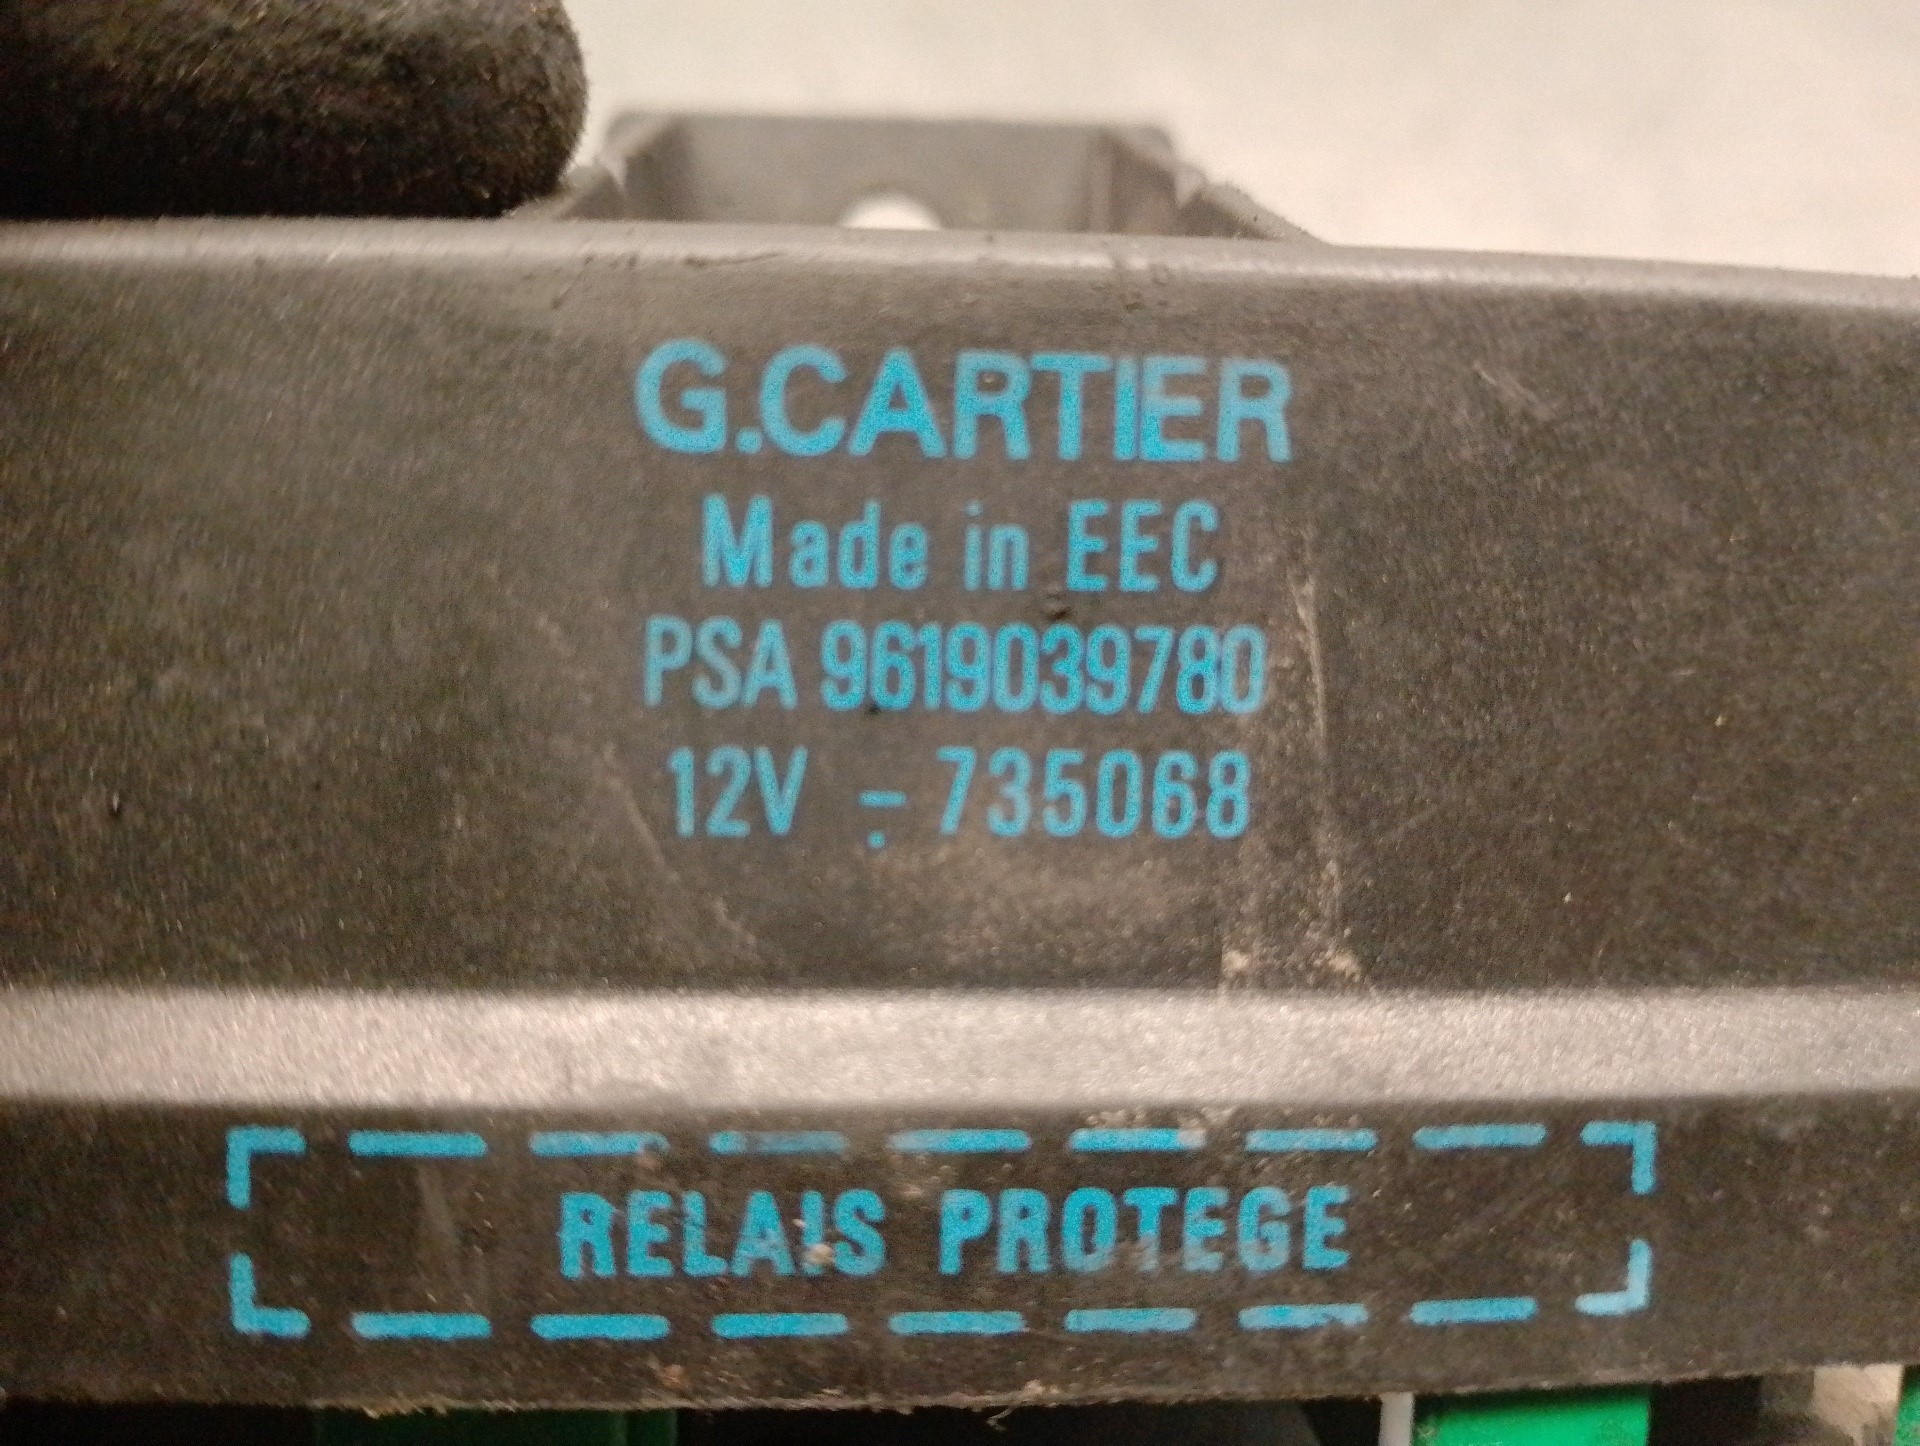 G.CARTIER
Made in EEC
PSA 9619039780
12V ⋅ 735068
RELAIS PROTEGE